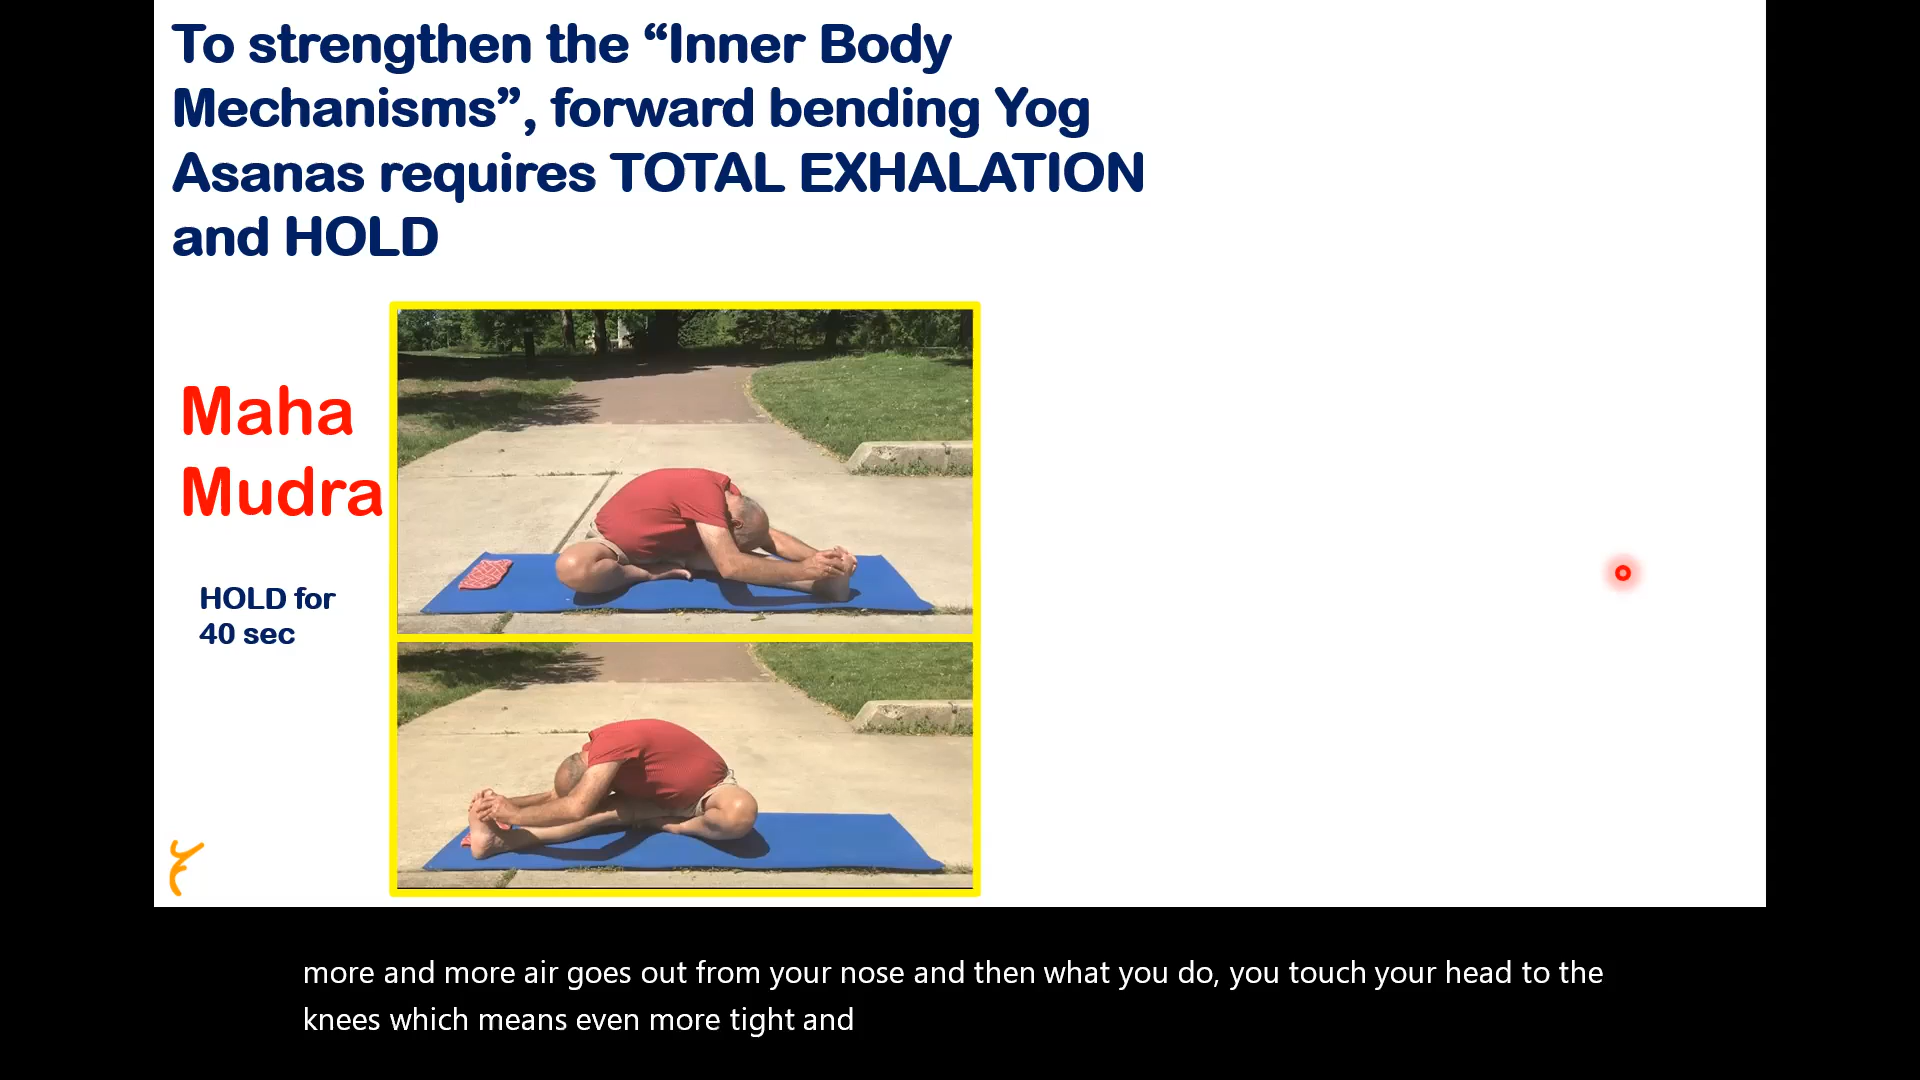 To strengthen the “Inner Body
Mechanisms”, forward bending Yog
Asanas requires TOTAL EXHALATION
and HOLD
Maha
Mudra
HOLD for
40 sec
more and more air goes out from your nose and then what you do, you touch your head to the
knees which means even more tight and